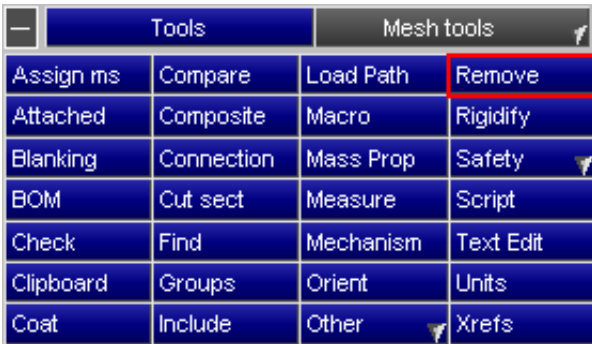 Tools Mesh tools
Assign ms Compare Load Path Remove
Attached Composite Macro Rigidify
Blanking Connection Mass Prop Safety
BOM Cut sect Measure Script
Check Find Mechanism Text Edit
Clipboard Groups Orient Units
Coat Include Other Xrefs